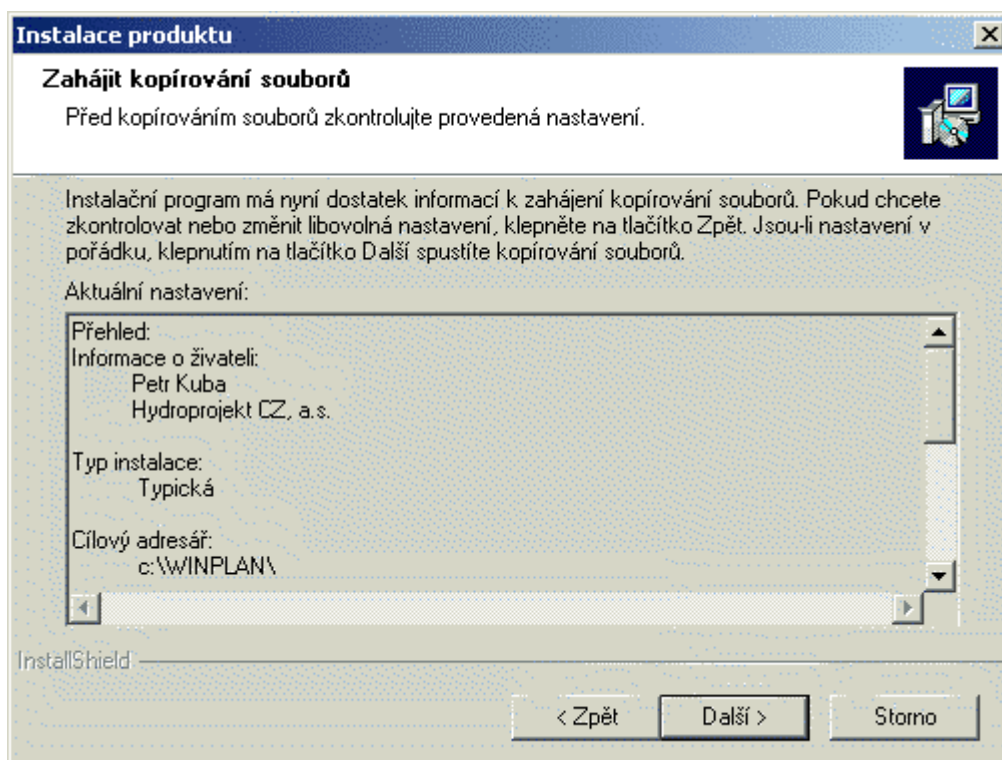 Instalace produktu
Zahájit kopírování souborů
Před kopírováním souborů zkontrolujte provedená nastavení.
Instalační program má nyní dostatek informací k zahájení kopírování souborů. Pokud chcete
zkontrolovat nebo změnit libovolná nastavení, klepněte na tlačítko Zpět. Jsou-li nastavení v
pořádku, klepnutím na tlačítko Další spustíte kopírování souborů.
Aktuální nastavení:
Přehled:
Informace o živateli:
Petr Kuba
Hydroprojekt CZ, a.s.
Typ instalace:
Typická
Cílový adresář:
c:\WINPLAN\
InstallShield
< Zpět
Další >
Storno